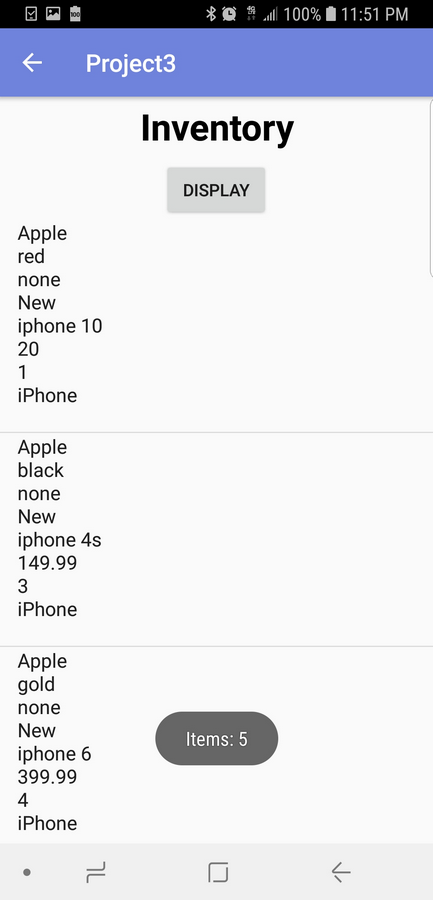 100% 11:51 PM
Project3
Inventory
DISPLAY
Apple
red
none
New
iphone 10
20
1
iPhone
Apple
black
none
New
iphone 4s
149.99
3
iPhone
Apple
gold
none
New
iphone 6
399.99
4
iPhone
Items: 5